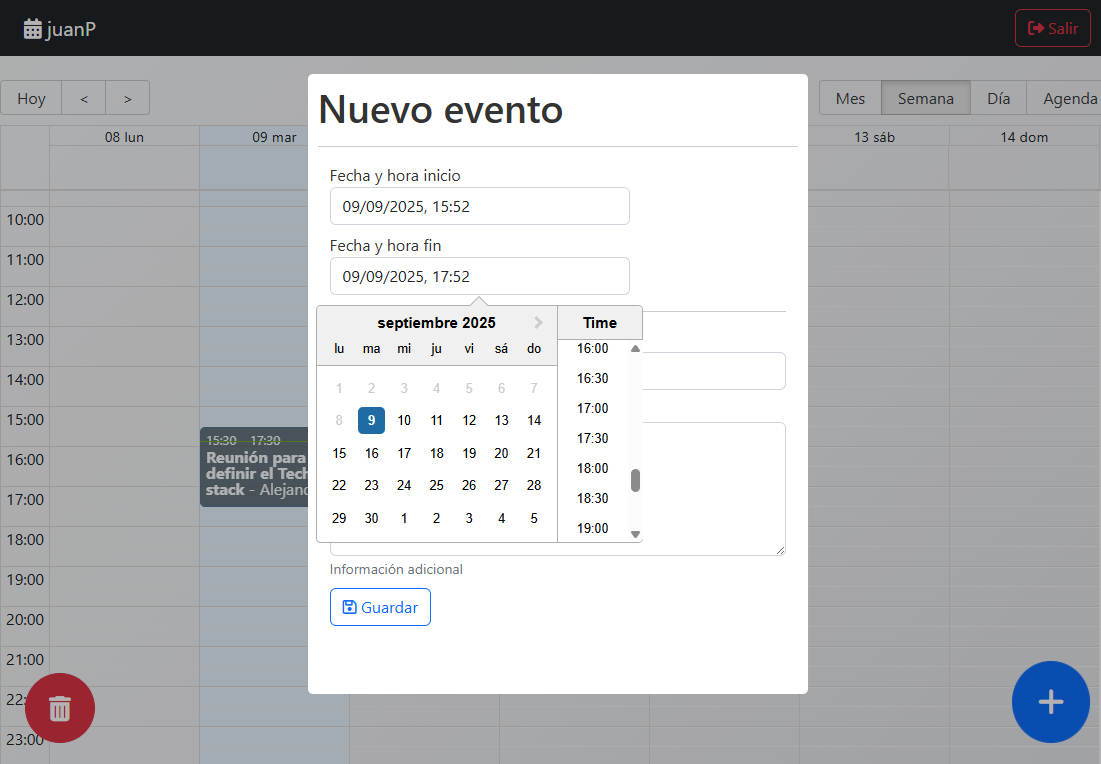 juanP
Salir
Hoy < >
Mes Semana Día Agenda
08 lun 09 mar 13 sáb 14 dom
10:00
11:00
12:00
13:00
14:00
15:00
16:00
17:00
18:00
19:00
20:00
21:00
22:
23:00
15:30 - 17:30
Reunión para
definir el Tech
stack - Alejand
Nuevo evento
Fecha y hora inicio
09/09/2025, 15:52
Fecha y hora fin
09/09/2025, 17:52
septiembre 2025
lu ma mi ju vi sá do
1 2 3 4 5 6 7
8 9 10 11 12 13 14
15 16 17 18 19 20 21
22 23 24 25 26 27 28
29 30 1 2 3 4 5
Time
16:00
16:30
17:00
17:30
18:00
18:30
19:00
Información adicional
Guardar